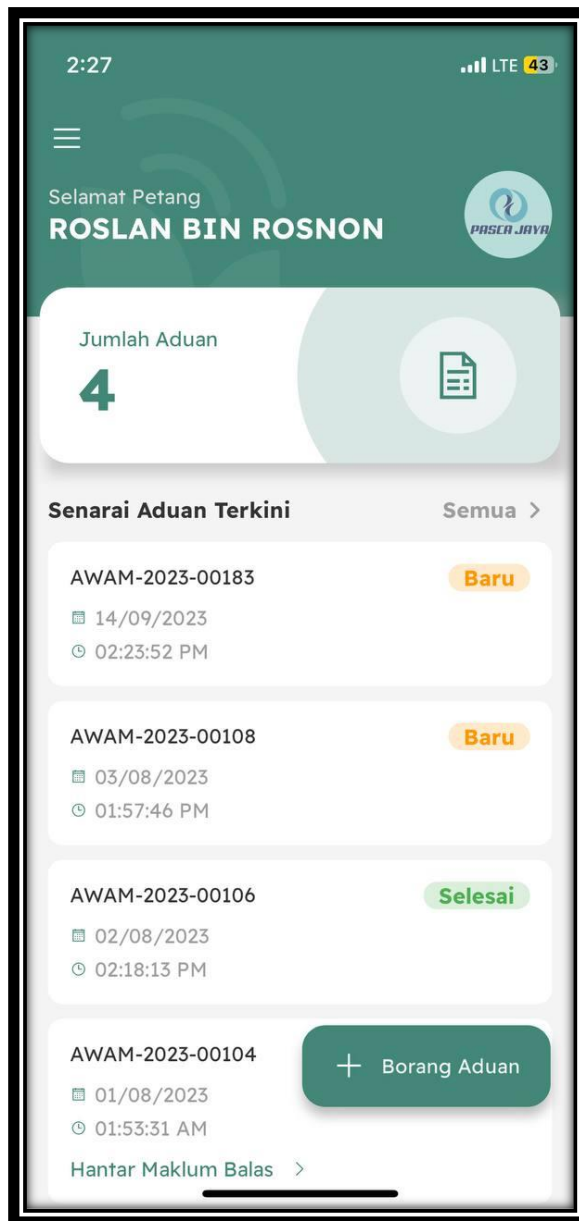 2:27
LTE 43
Selamat Petang
ROSLAN BIN ROSNON
PASCA JAYA
Jumlah Aduan
4
Senarai Aduan Terkini
Semua >
AWAM-2023-00183
Baru
14/09/2023
02:23:52 PM
AWAM-2023-00108
Baru
03/08/2023
01:57:46 PM
AWAM-2023-00106
Selesai
02/08/2023
02:18:13 PM
AWAM-2023-00104
+ Borang Aduan
01/08/2023
01:53:31 AM
Hantar Maklum Balas >